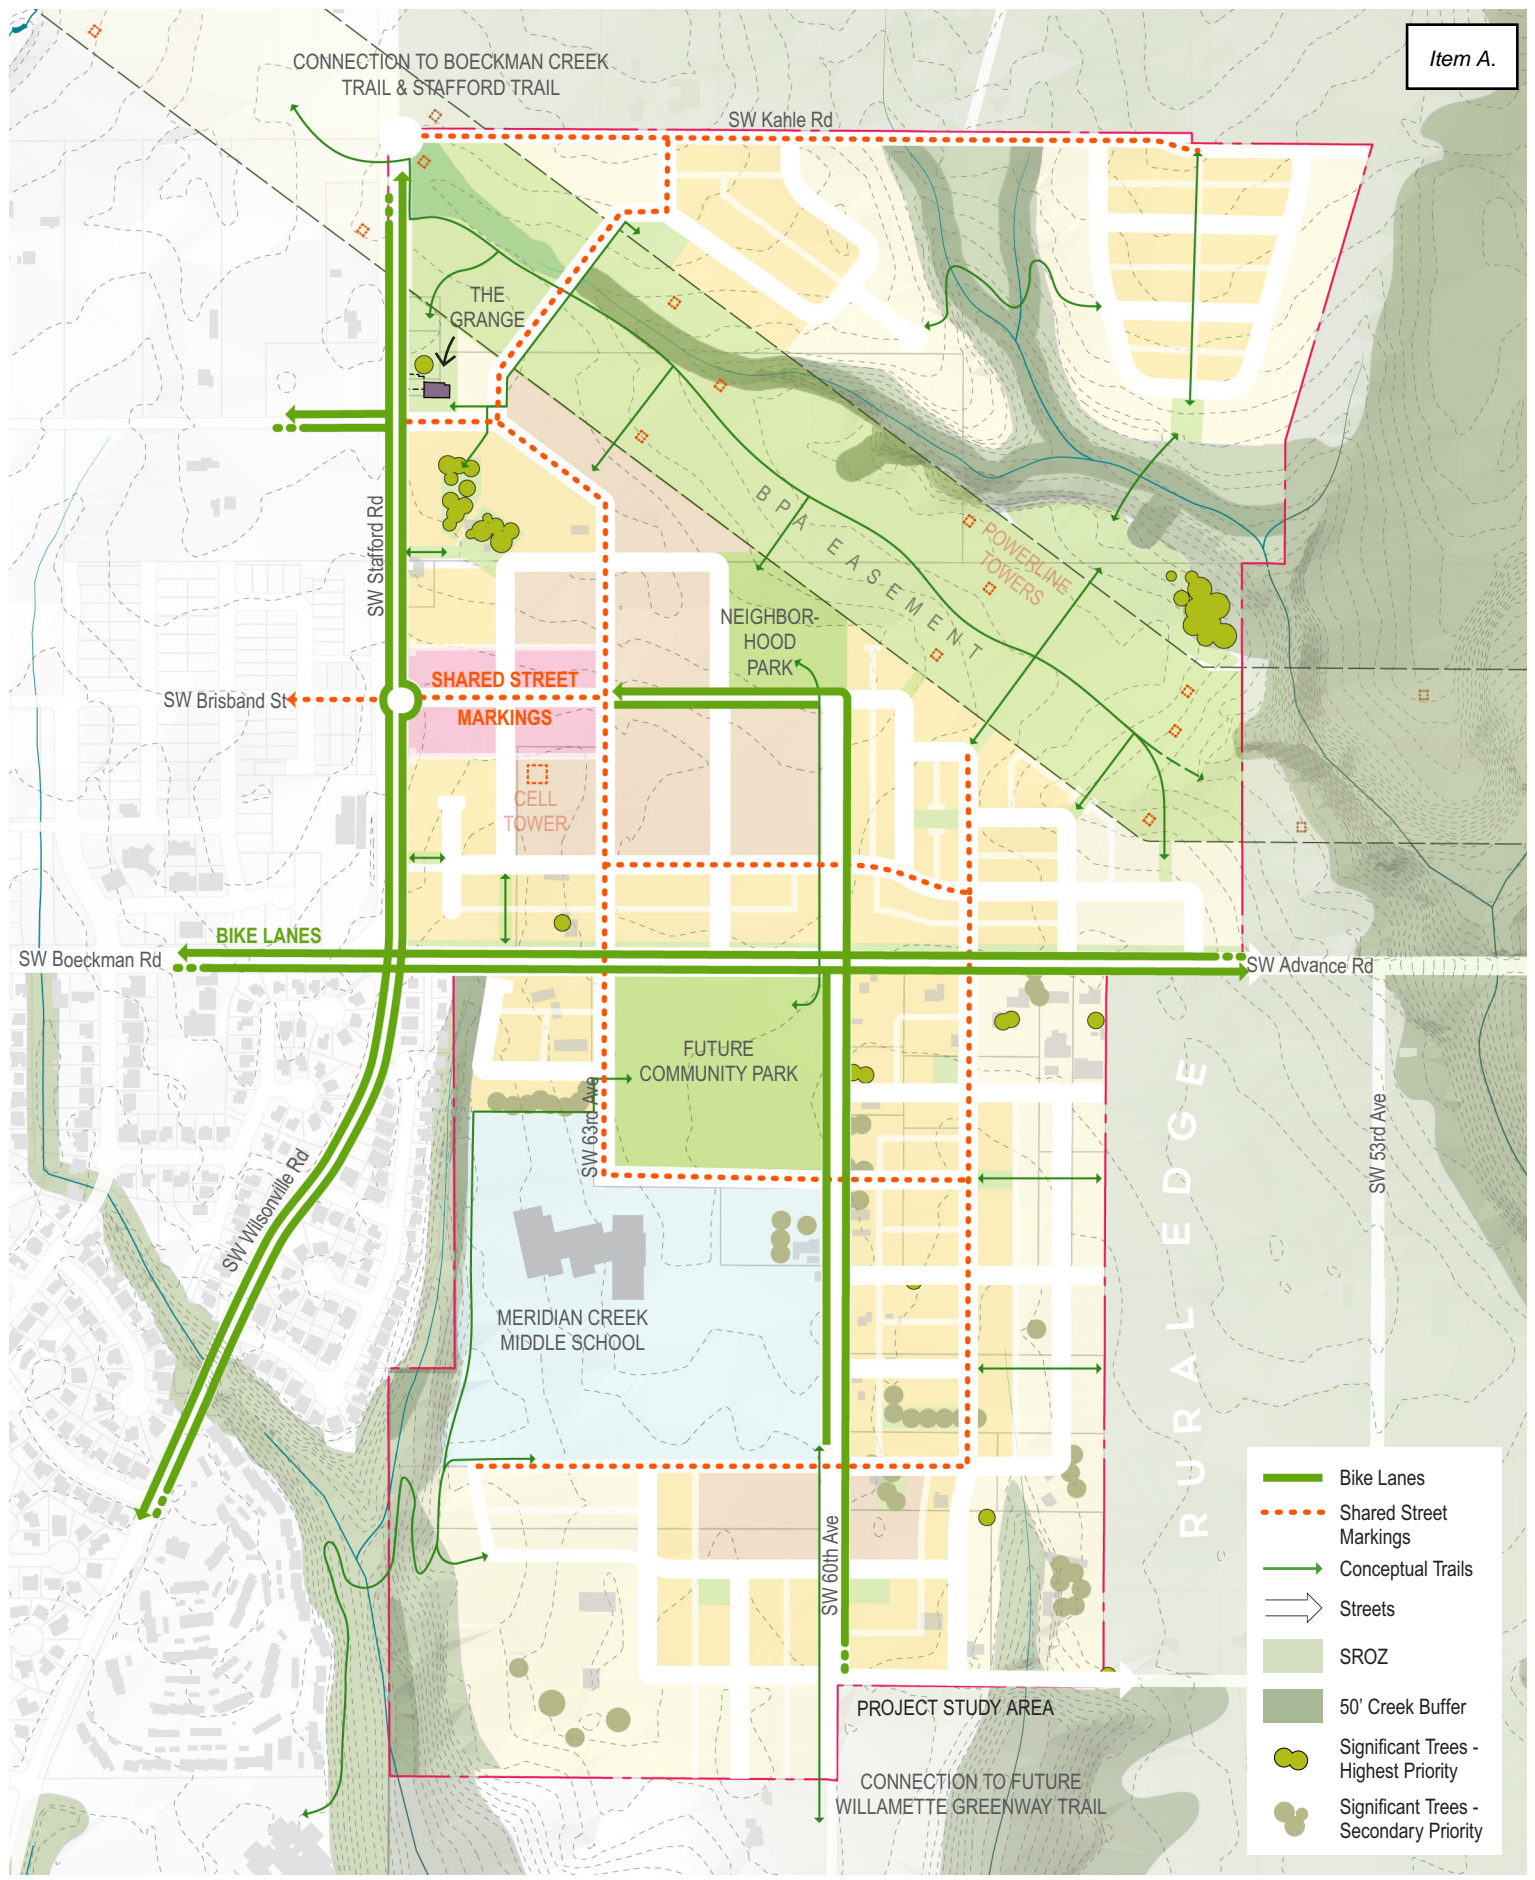 Item A.
CONNECTION TO BOECKMAN CREEK
TRAIL & STAFFORD TRAIL
SW Kahle Rd
THE
GRANGE
SW Stafford Rd
BPA EASEMENT
POWERLINE
TOWERS
NEIGHBOR-
HOOD
PARK
SW Brisband St
SHARED STREET
MARKINGS
CELL
TOWER
BIKE LANES
SW Boeckman Rd
SW Advance Rd
FUTURE
COMMUNITY PARK
SW 63rd Ave
SW Wilsonville Rd
SW 53rd Ave
RURAL EDGE
MERIDIAN CREEK
MIDDLE SCHOOL
SW 60th Ave
PROJECT STUDY AREA
CONNECTION TO FUTURE
WILLAMETTE GREENWAY TRAIL
Bike Lanes
Shared Street
Markings
Conceptual Trails
Streets
SROZ
50' Creek Buffer
Significant Trees -
Highest Priority
Significant Trees -
Secondary Priority